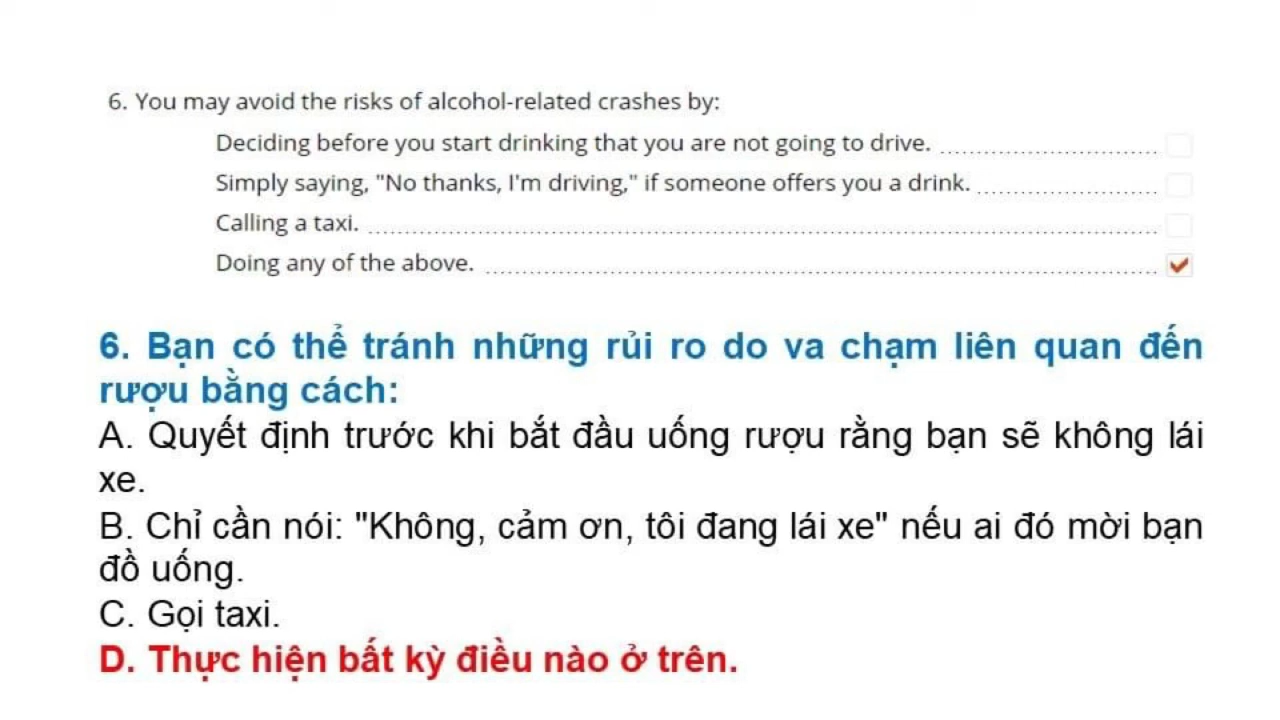 6. You may avoid the risks of alcohol-related crashes by:
Deciding before you start drinking that you are not going to drive.
Simply saying, "No thanks, I'm driving," if someone offers you a drink.
Calling a taxi.
Doing any of the above.
6. Bạn có thể tránh những rủi ro do va chạm liên quan đến
rượu bằng cách:
A. Quyết định trước khi bắt đầu uống rượu rằng bạn sẽ không lái
xe.
B. Chỉ cần nói: "Không, cảm ơn, tôi đang lái xe" nếu ai đó mời bạn
đồ uống.
C. Gọi taxi.
D. Thực hiện bất kỳ điều nào ở trên.